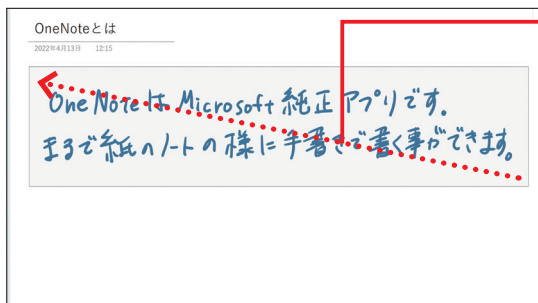 OneNoteとは
2022年4月13日 12:15
OneNoteはMicrosoft純正アプリです.
まるで紙のノートの様に手書きで書く事ができます。